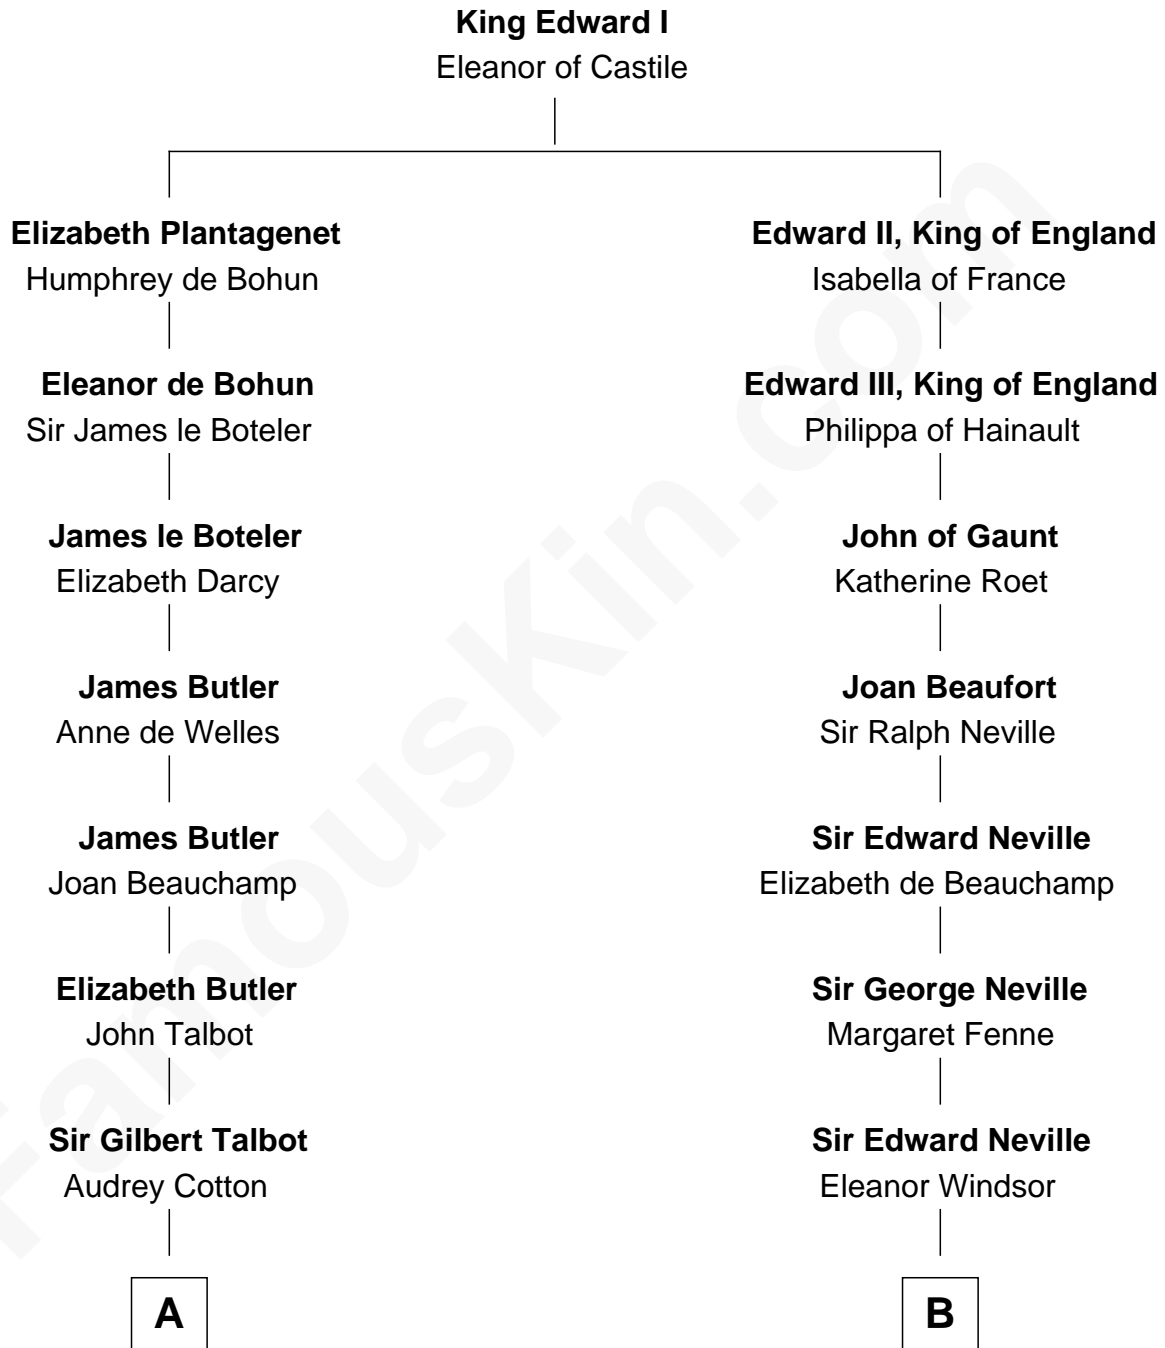 King Edward I
Eleanor of Castile
Elizabeth Plantagenet
Humphrey de Bohun
Edward II, King of England
Isabella of France
Eleanor de Bohun
Sir James le Boteler
Edward III, King of England
Philippa of Hainault
James le Boteler
Elizabeth Darcy
John of Gaunt
Katherine Roet
James Butler
Anne de Welles
Joan Beaufort
Sir Ralph Neville
James Butler
Joan Beauchamp
Sir Edward Neville
Elizabeth de Beauchamp
Elizabeth Butler
John Talbot
Sir George Neville
Margaret Fenne
Sir Gilbert Talbot
Audrey Cotton
Sir Edward Neville
Eleanor Windsor
A
B
FamousKin.com